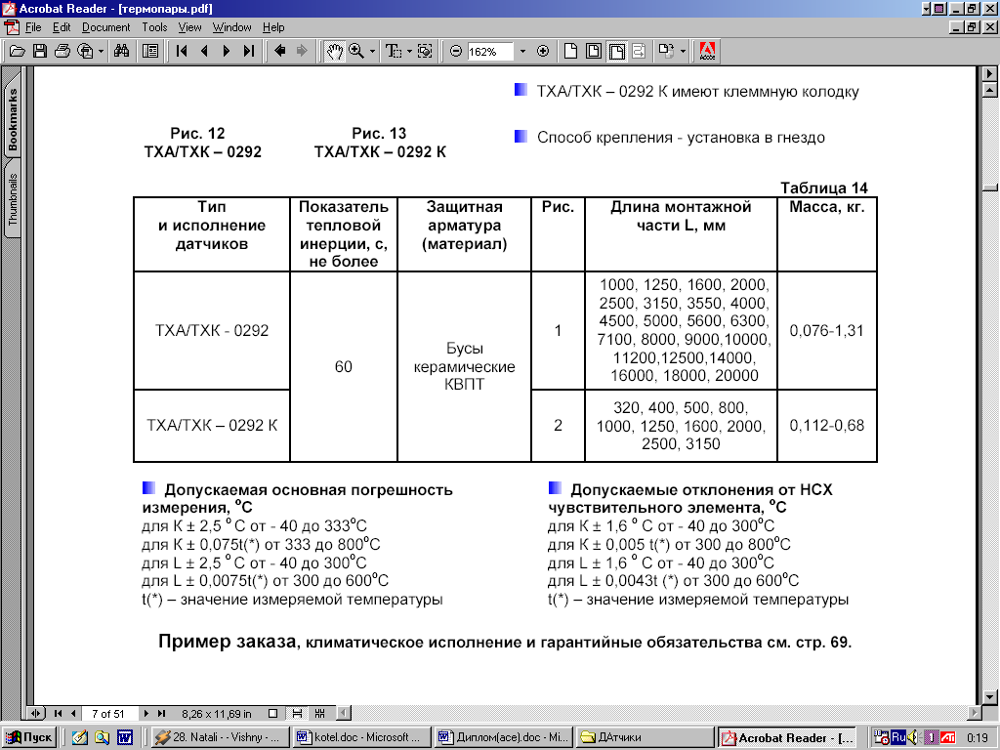 Acrobat Reader - [термопары.pdf]
File Edit Document Tools View Window Help
162%
Adobe
Bookmarks
Thumbnails
ТХА/ТХК – 0292 К имеют клеммную колодку
Рис. 12 Рис. 13
ТХА/ТХК – 0292 ТХА/ТХК – 0292 К
Способ крепления - установка в гнездо
Таблица 14
Тип
и исполнение
датчиков
Показатель
тепловой
инерции, с,
не более
Защитная
арматура
(материал)
Рис.
Длина монтажной
части L, мм
Масса, кг.
ТХА/ТХК - 0292
60
Бусы
керамические
КВПТ
1
1000, 1250, 1600, 2000,
2500, 3150, 3550, 4000,
4500, 5000, 5600, 6300,
7100, 8000, 9000,10000,
11200,12500,14000,
16000, 18000, 20000
0,076-1,31
ТХА/ТХК – 0292 К
2
320, 400, 500, 800,
1000, 1250, 1600, 2000,
2500, 3150
0,112-0,68
Допускаемая основная погрешность
измерения, °С
для К ± 2,5 ° С от - 40 до 333°С
для К ± 0,075t(*) от 333 до 800°С
для L ± 2,5 ° С от - 40 до 300°С
для L ± 0,0075t(*) от 300 до 600°С
t(*) – значение измеряемой температуры
Допускаемые отклонения от НСХ
чувствительного элемента, °С
для К ± 1,6 ° С от - 40 до 300°С
для К ± 0,005 t(*) от 300 до 800°С
для L ± 1,6 ° С от - 40 до 300°С
для L ± 0,0043t (*) от 300 до 600°С
t(*) – значение измеряемой температуры
Пример заказа, климатическое исполнение и гарантийные обязательства см. стр. 69.
7 of 51 8,26 x 11,69 in
Пуск 28. Natali - - Vishny - ... kotel.doc - Microsoft ... Диплом(ace).doc - Mi... ДАтчики Acrobat Reader - [... Ru 0:19